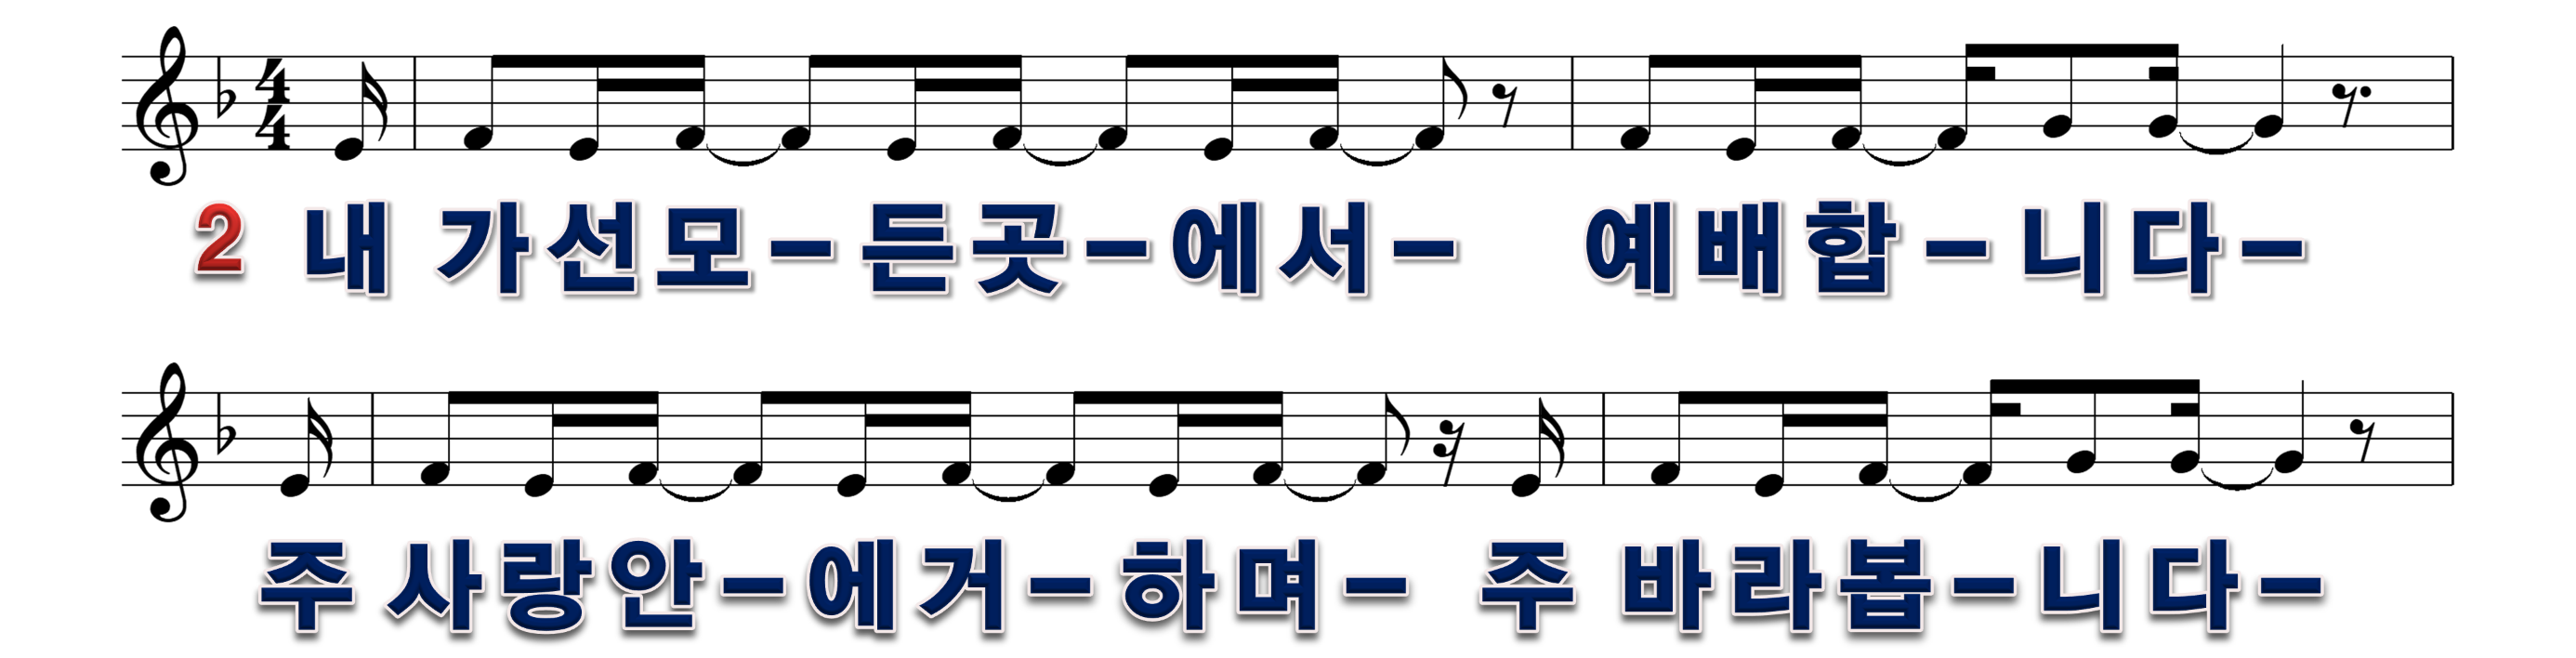 2 내 가선모-든곳-에서- 예배합-니다-
주 사랑안-에거-하며- 주 바라봅-니다-